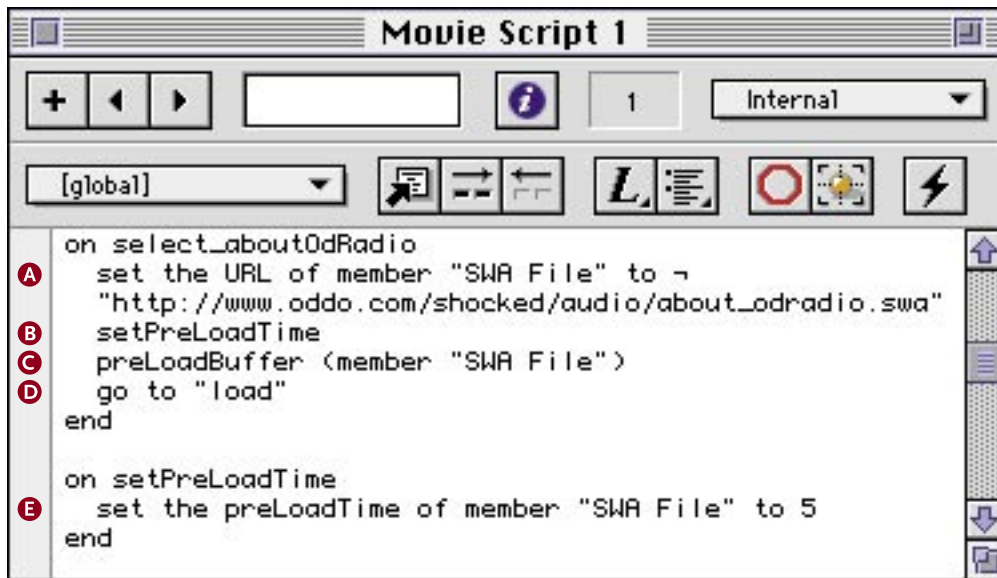 Movie Script 1
1 Internal
[global] L
on select_aboutOdRadio
A set the URL of member "SWA File" to ¬
"http://www.oddo.com/shocked/audio/about_odradio.swa"
B setPreLoadTime
C preLoadBuffer (member "SWA File")
D go to "load"
end
on setPreLoadTime
E set the preLoadTime of member "SWA File" to 5
end